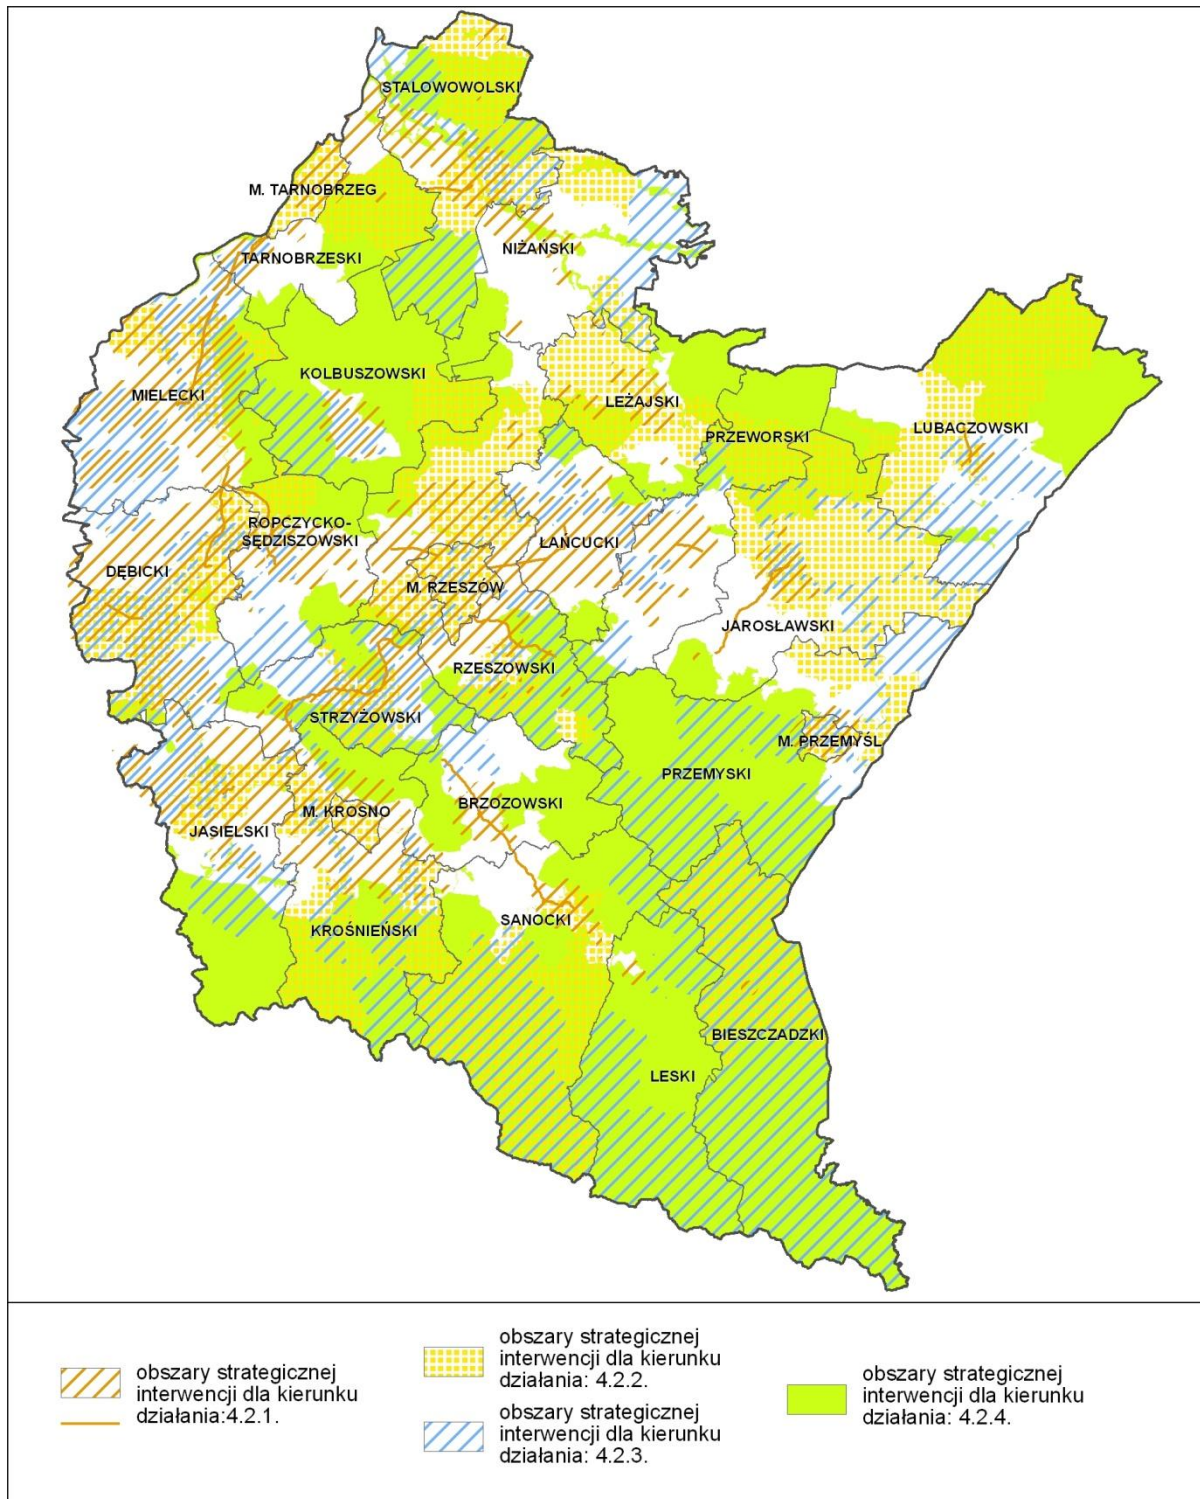 STALOWOWOLSKI
M. TARNOBRZEG
NIŻAŃSKI
TARNOBRZESKI
KOLBUSZOWSKI
MIELECKI
LEŻAJSKI
LUBACZOWSKI
PRZEWORSKI
ROPCZYCKO-
SĘDZISZOWSKI
ŁAŃCUCKI
DĘBICKI
M. RZESZÓW
JAROSŁAWSKI
RZESZOWSKI
STRZYŻOWSKI
M. PRZEMYŚL
PRZEMYSKI
BRZOZOWSKI
M. KROSNO
JASIELSKI
SANOCKI
KROŚNIEŃSKI
BIESZCZADZKI
LESKI
obszary strategicznej
interwencji dla kierunku
działania:4.2.1.
obszary strategicznej
interwencji dla kierunku
działania: 4.2.2.
obszary strategicznej
interwencji dla kierunku
działania: 4.2.3.
obszary strategicznej
interwencji dla kierunku
działania: 4.2.4.